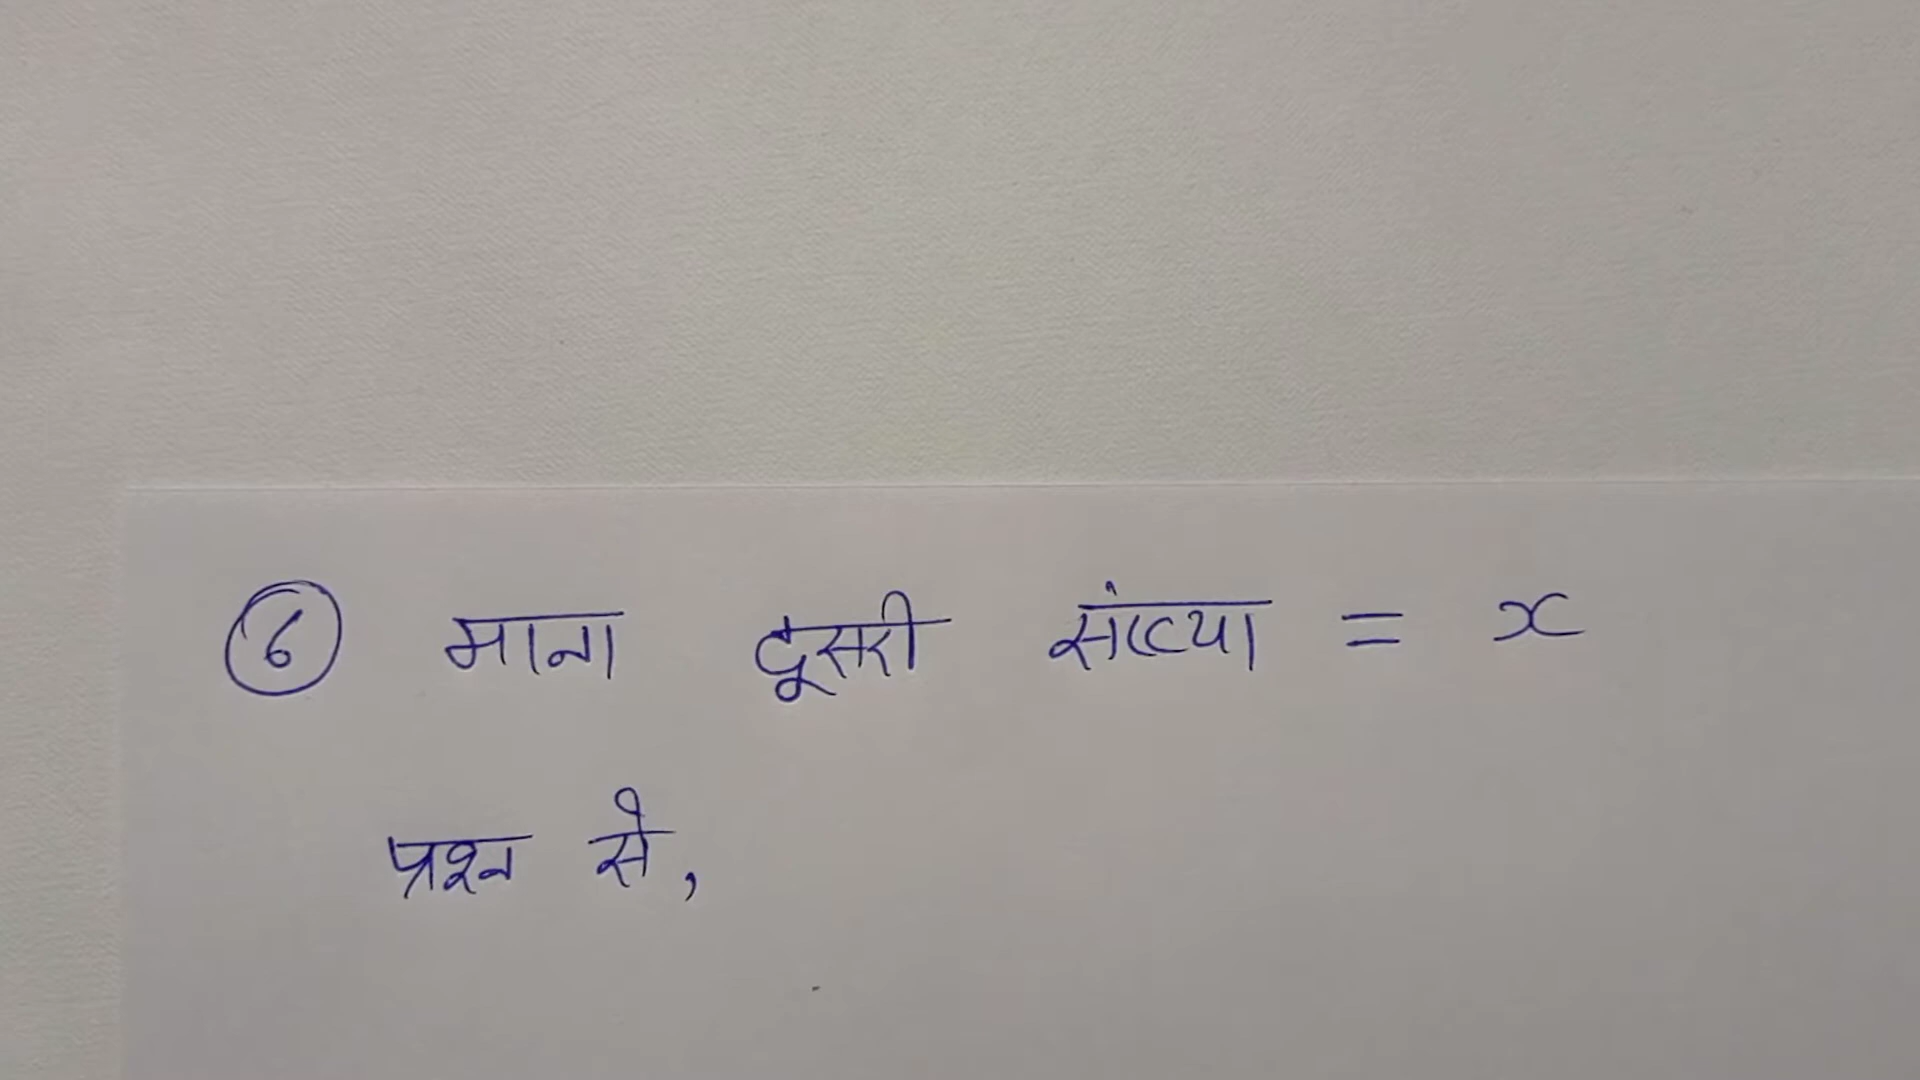 6 माना दूसरी संख्या = x
प्रश्न से,